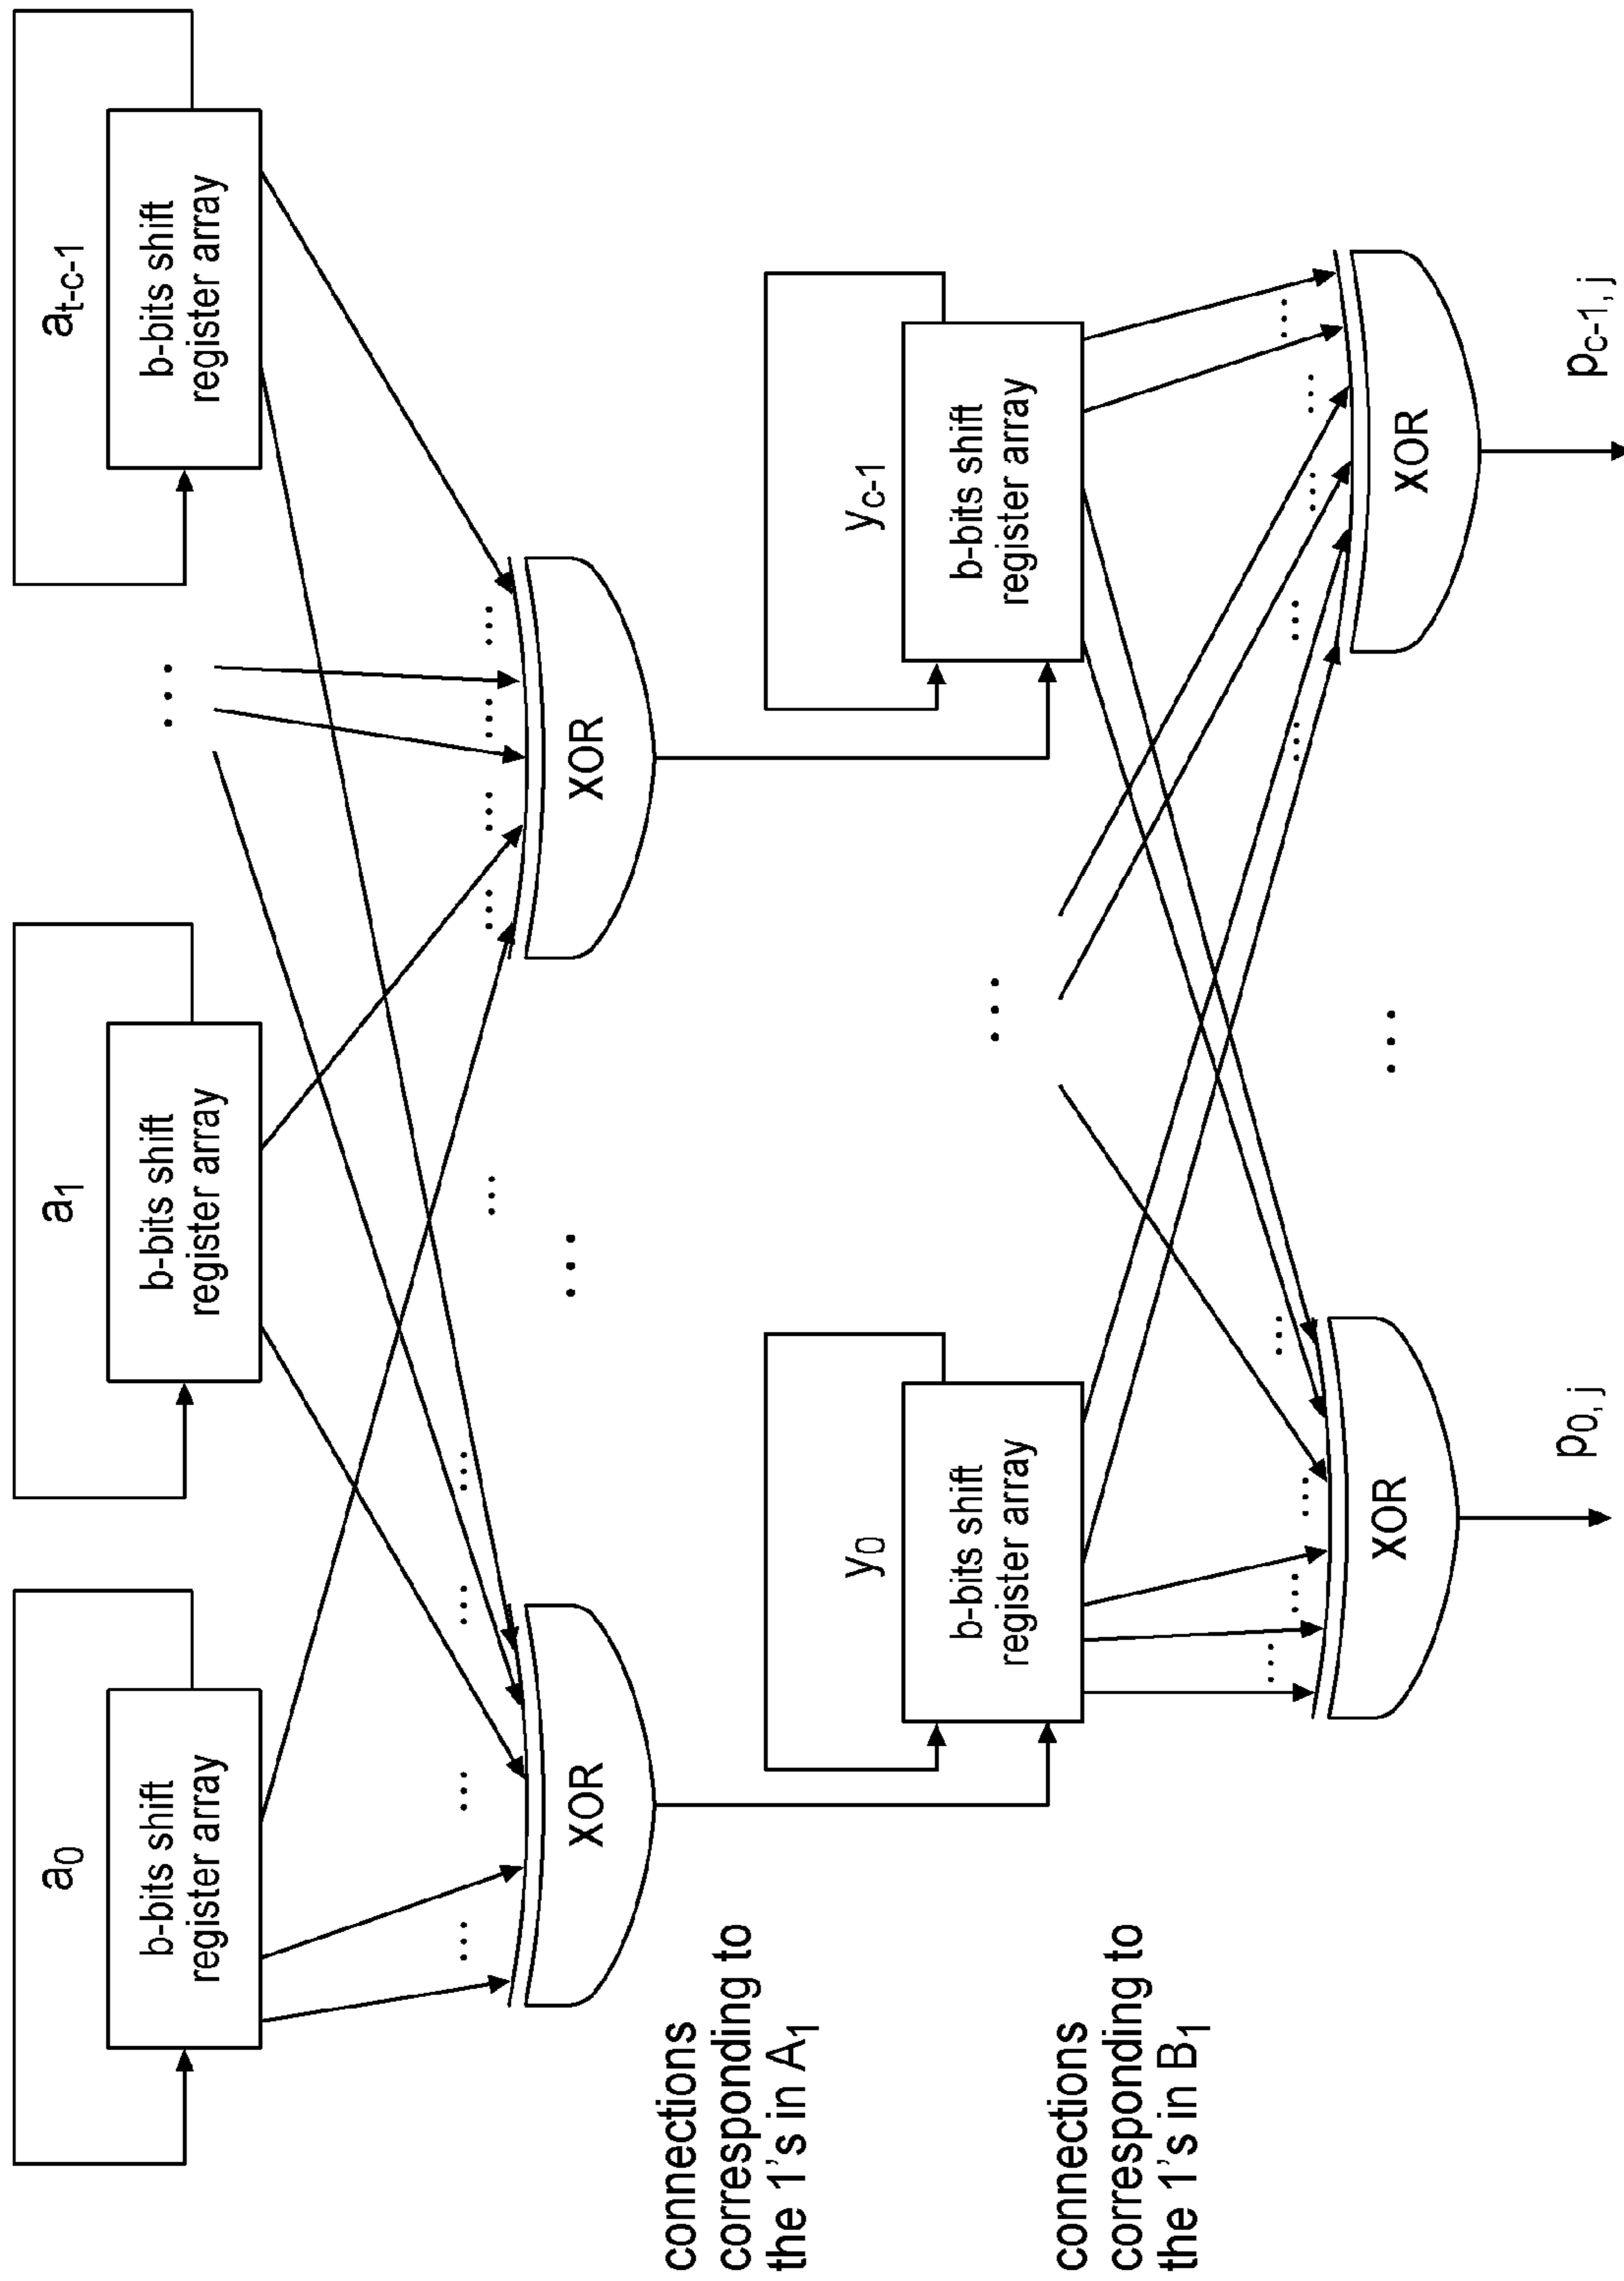 a0
a1
at-c-1
b-bits shift
register array
b-bits shift
register array
b-bits shift
register array
...
XOR
...
XOR
connections
corresponding to
the 1's in A1
y0
yc-1
b-bits shift
register array
...
b-bits shift
register array
connections
corresponding to
the 1's in B1
XOR
...
XOR
p0, j
pc-1, j